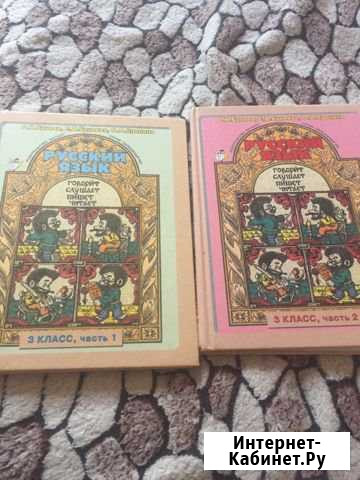 РУССКИЙ
ЯЗЫК
ГОВОРИТ
СЛУШАЕТ
ПИШЕТ
ЧИТАЕТ
3 КЛАСС, часть 1
РУССКИЙ
ЯЗЫК
ГОВОРИТ
СЛУШАЕТ
ПИШЕТ
ЧИТАЕТ
3 КЛАСС, часть 2
Интернет-
Кабинет.Ру